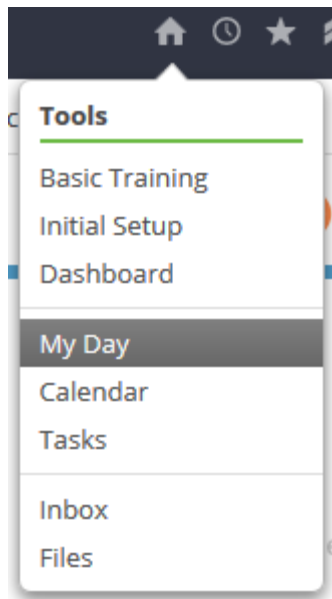 Tools
Basic Training
Initial Setup
Dashboard
My Day
Calendar
Tasks
Inbox
Files